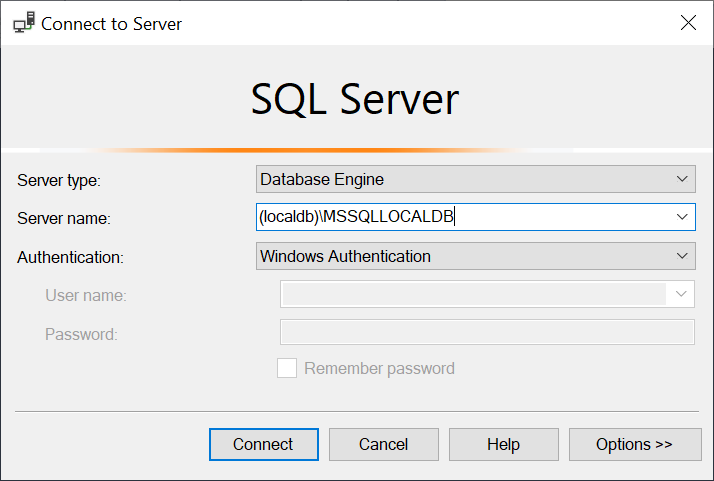 Connect to Server
SQL Server
Server type: Database Engine
Server name: (localdb)\MSSQLLOCALDB
Authentication: Windows Authentication
User name:
Password:
Remember password
Connect Cancel Help Options >>